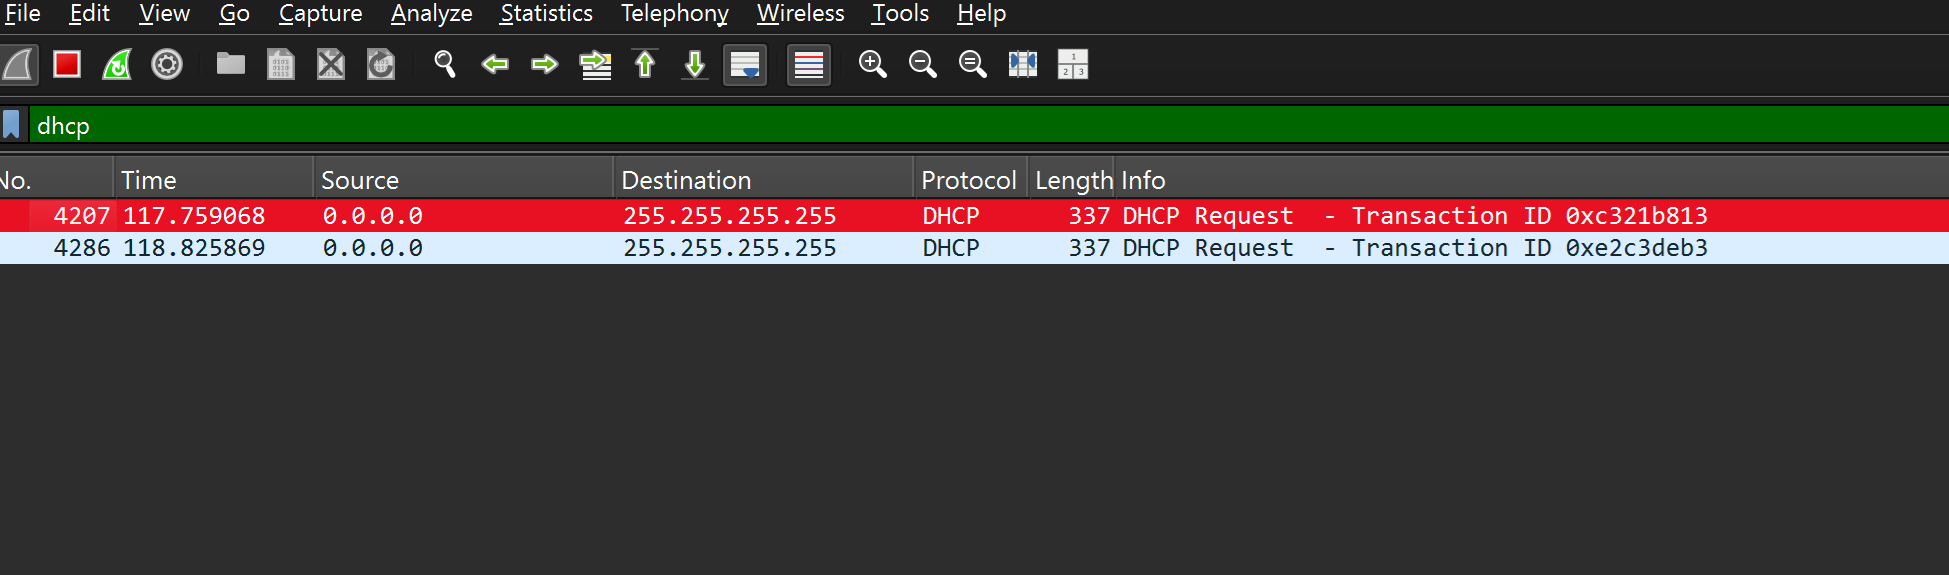 File Edit View Go Capture Analyze Statistics Telephony Wireless Tools Help
dhcp
No. Time Source Destination Protocol Length Info
4207 117.759068 0.0.0.0 255.255.255.255 DHCP 337 DHCP Request - Transaction ID 0xc321b813
4286 118.825869 0.0.0.0 255.255.255.255 DHCP 337 DHCP Request - Transaction ID 0xe2c3deb3